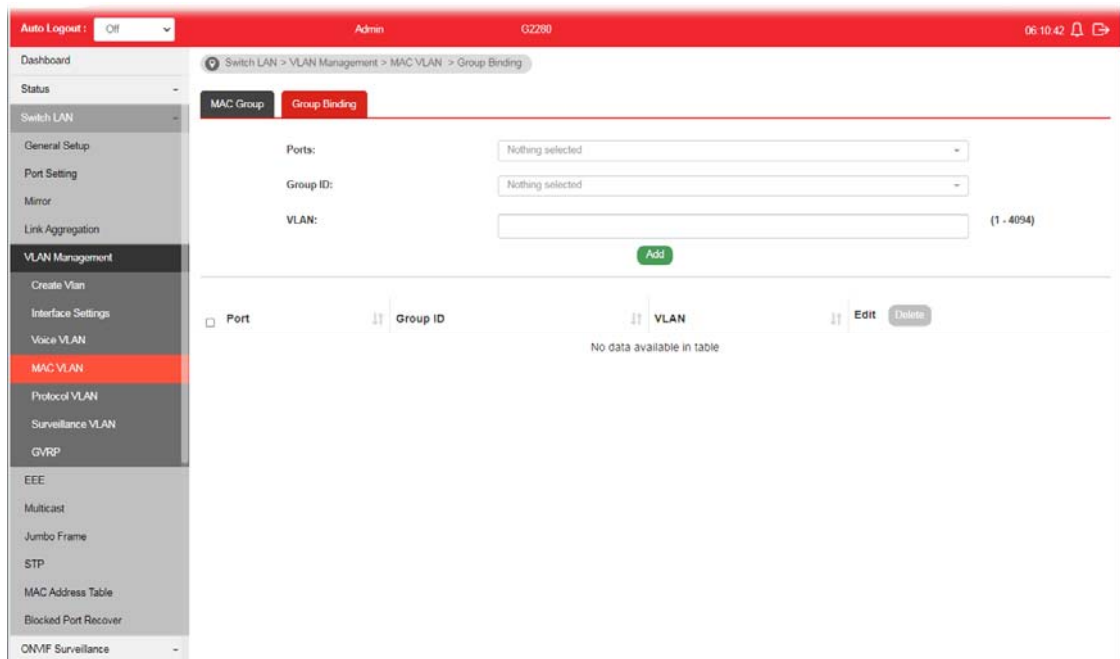 Auto Logout : Off Admin G2280 06:10:42
Dashboard
Status
Switch LAN
General Setup
Port Setting
Mirror
Link Aggregation
VLAN Management
Create Vlan
Interface Settings
Voice VLAN
MAC VLAN
Protocol VLAN
Surveillance VLAN
GVRP
EEE
Multicast
Jumbo Frame
STP
MAC Address Table
Blocked Port Recover
ONVIF Surveillance
Switch LAN > VLAN Management > MAC VLAN > Group Binding
MAC Group Group Binding
Ports: Nothing selected
Group ID: Nothing selected
VLAN: (1 - 4094)
Add
Port Group ID VLAN Edit Delete
No data available in table